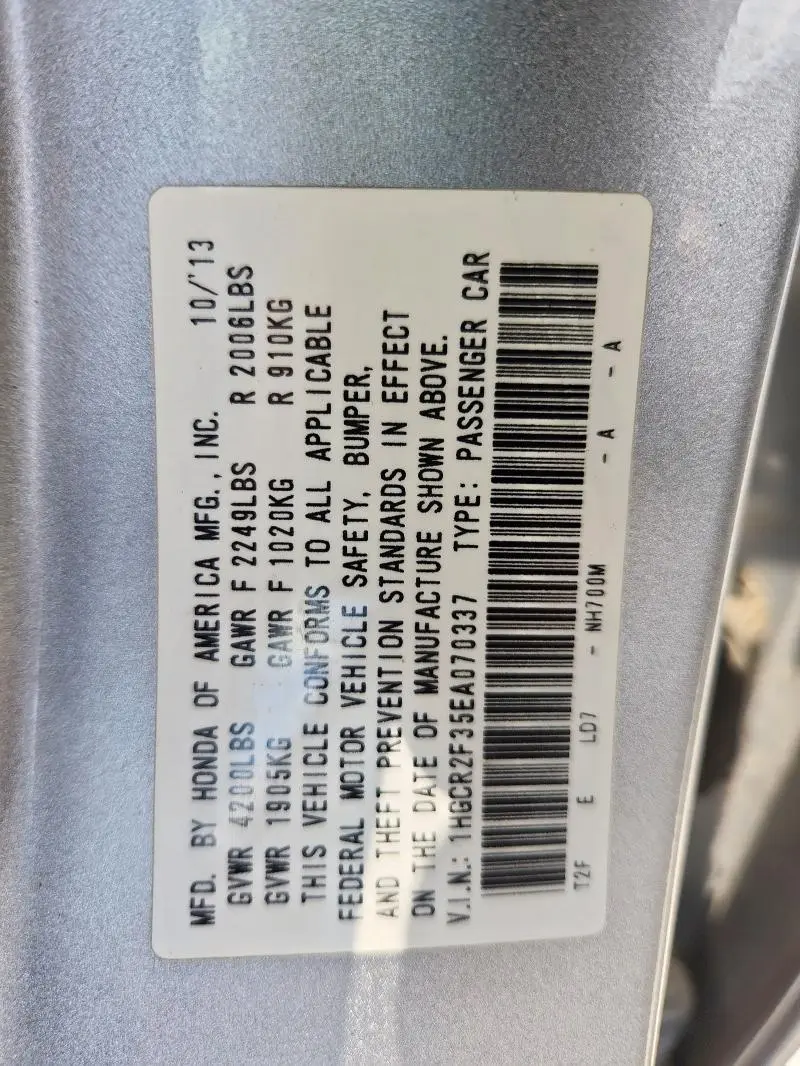 MFD. BY HONDA OF AMERICA MFG., INC. 10/'13
GVWR 4200LBS GAWR F 2249LBS R 2006LBS
GVWR 1905KG GAWR F 1020KG R 910KG
THIS VEHICLE CONFORMS TO ALL APPLICABLE
FEDERAL MOTOR VEHICLE SAFETY, BUMPER,
AND THEFT PREVENTION STANDARDS IN EFFECT
ON THE DATE OF MANUFACTURE SHOWN ABOVE.
V.I.N.: 1HGCR2F35EA070337 TYPE: PASSENGER CAR
T2F E LD7 - NH700M - A - A